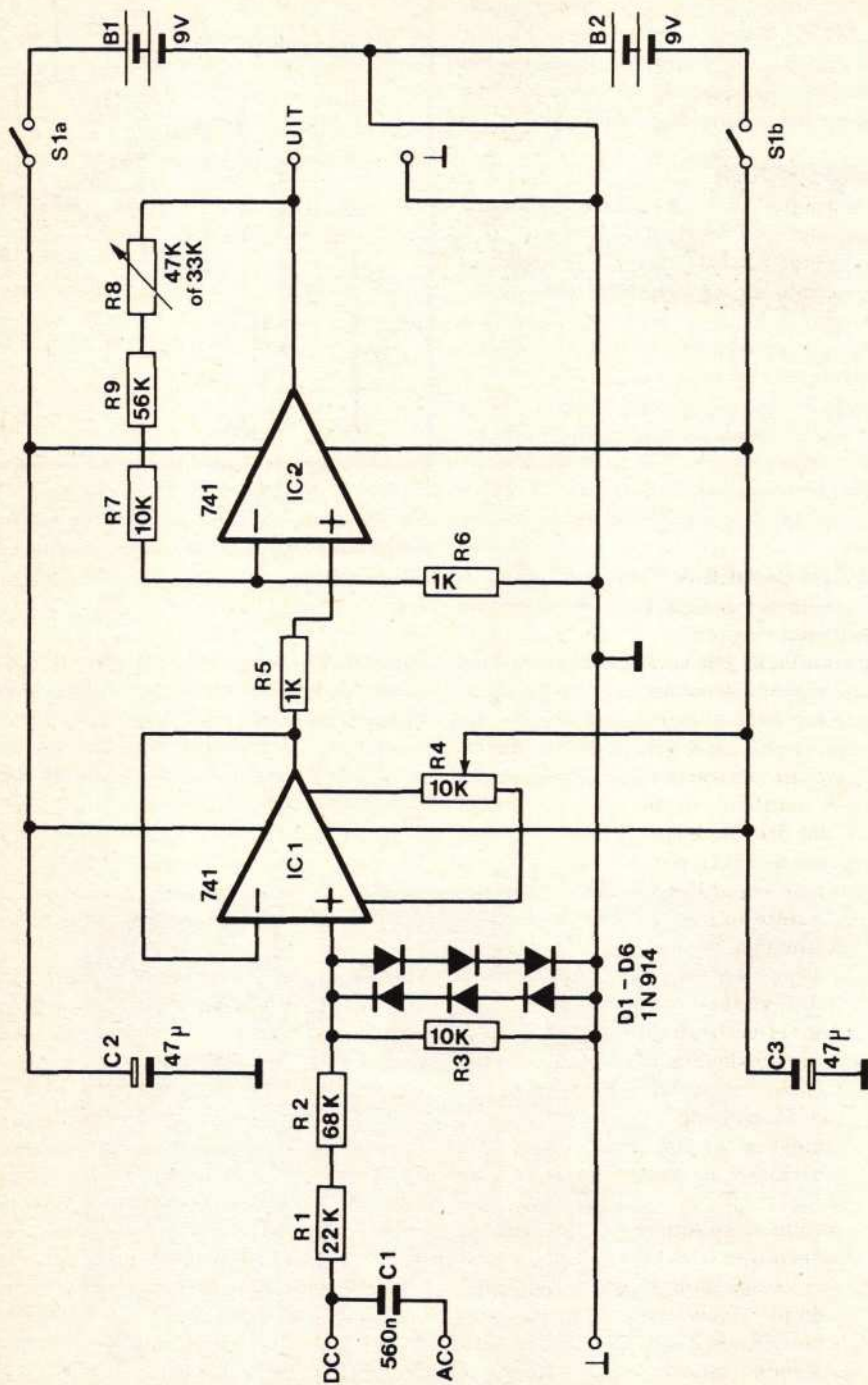 B1
9V
B2
9V
S1a
S1b
UIT
R8
47K
of 33K
R9
56K
R7
10K
741
IC2
−
+
R6
1K
R5
1K
R4
10K
741
IC1
−
+
D1 – D6
1N914
C2
47µ
R3
10K
C3
47µ
R2
68K
R1
22K
DC
C1
560n
AC